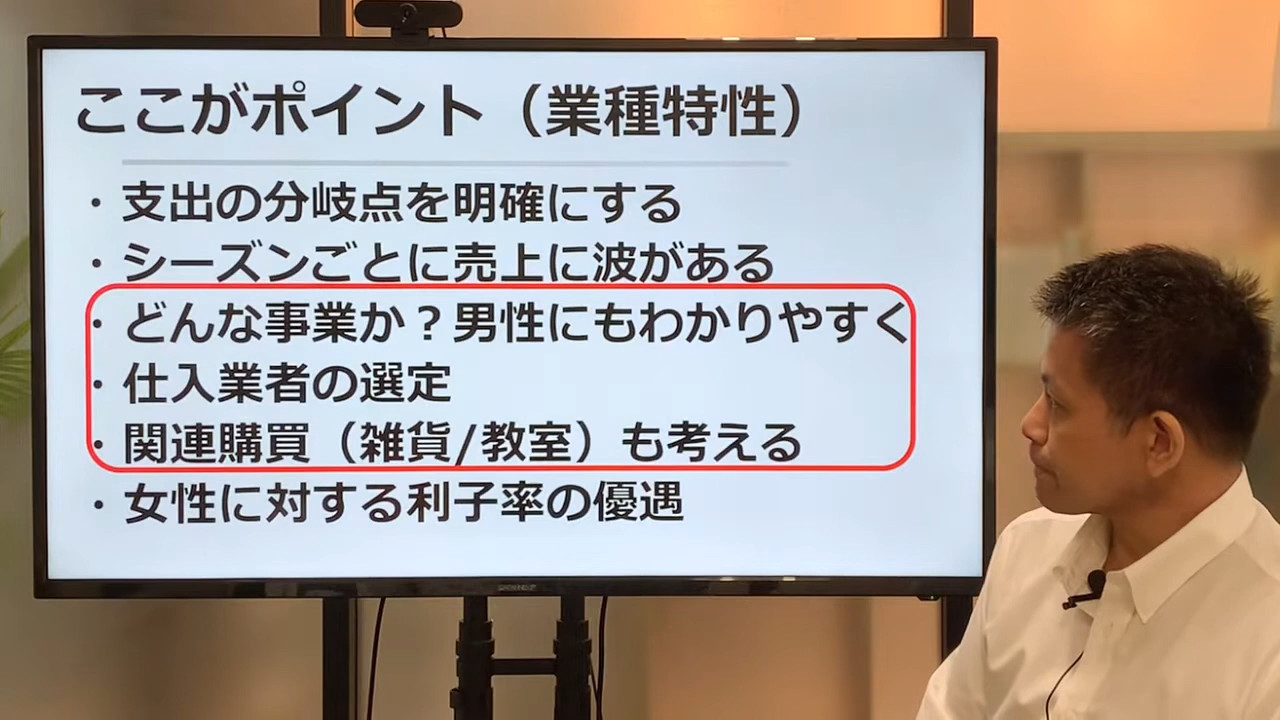 ここがポイント（業種特性）
・支出の分岐点を明確にする
・シーズンごとに売上に波がある
・どんな事業か？男性にもわかりやすく
・仕入業者の選定
・関連購買（雑貨/教室）も考える
・女性に対する利子率の優遇